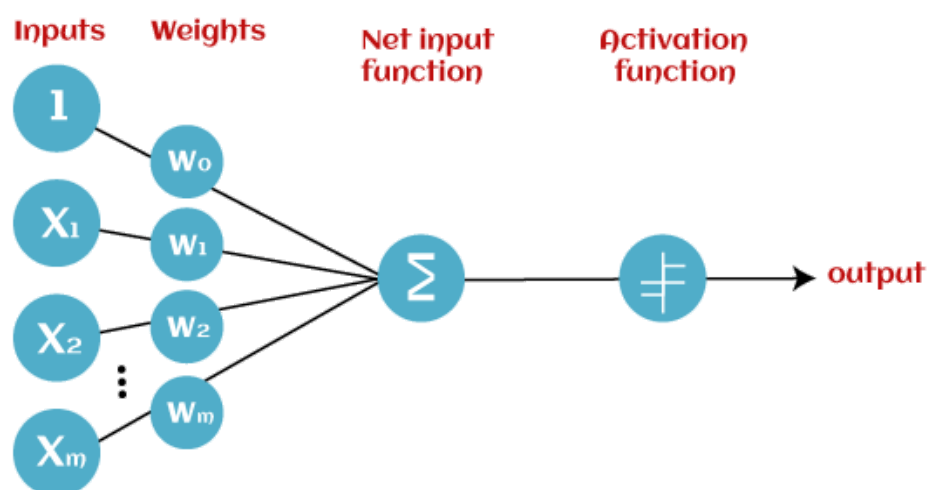 Inputs Weights
Net input
function
Activation
function
1
W0
X1
W1
Σ
output
X2
W2
Wm
Xm